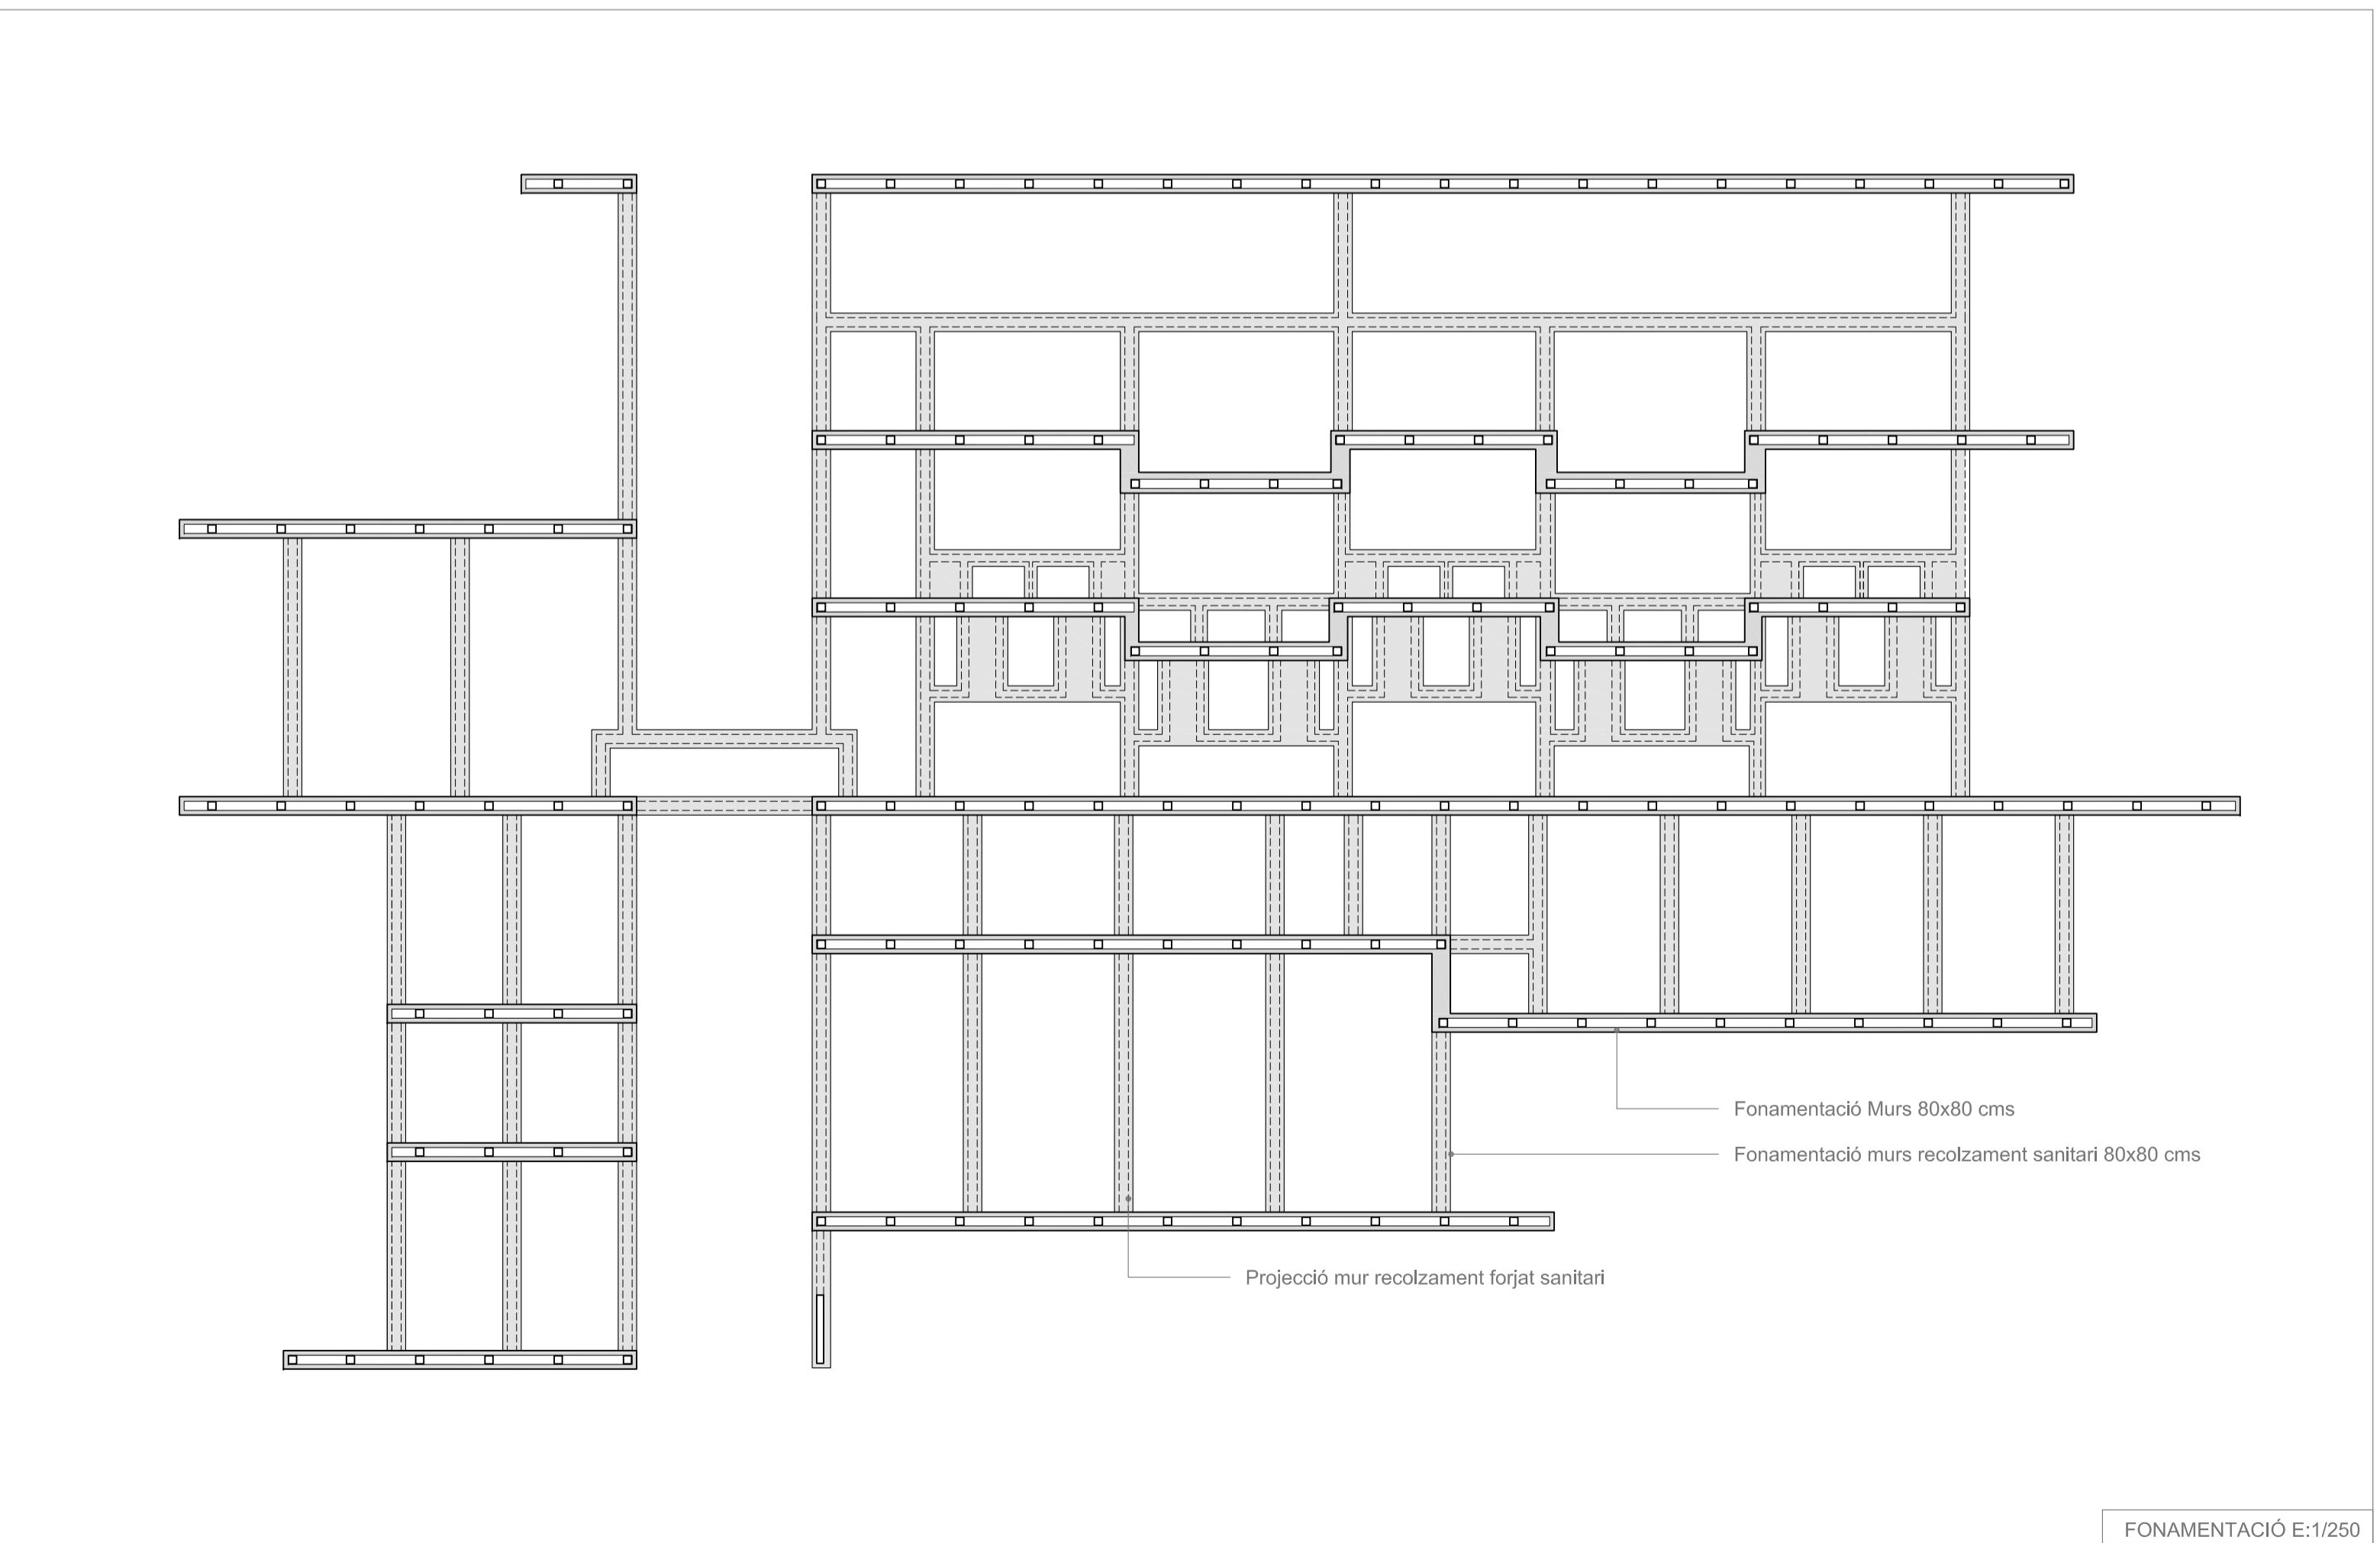 Fonamentació Murs 80x80 cms
Fonamentació murs recolzament sanitari 80x80 cms
Projecció mur recolzament forjat sanitari
FONAMENTACIÓ E:1/250